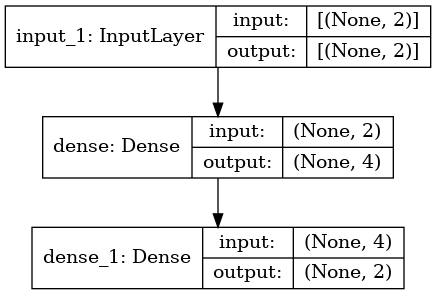 input_1: InputLayer
input:
[(None, 2)]
output:
[(None, 2)]
dense: Dense
input:
(None, 2)
output:
(None, 4)
dense_1: Dense
input:
(None, 4)
output:
(None, 2)